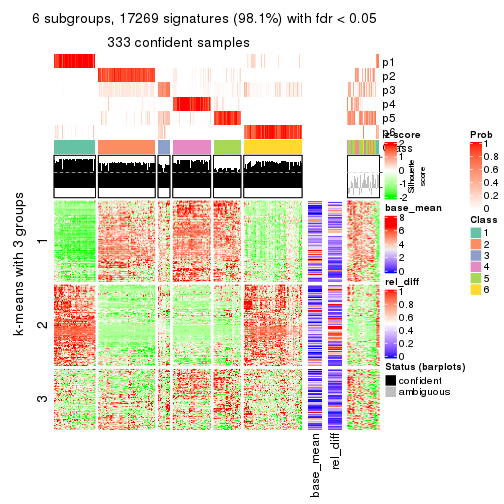 6 subgroups, 17269 signatures (98.1%) with fdr < 0.05
333 confident samples
p1
p2
p3
p4
p5
p6
Class
z-score
2
1
0
-1
-2
Silhouette
score
k-means with 3 groups
1
2
3
base_mean
8
6
4
2
0
rel_diff
1
0.8
0.6
0.4
0.2
0
Status (barplots)
confident
ambiguous
Prob
1
0.8
0.6
0.4
0.2
0
Class
1
2
3
4
5
6
base_mean
rel_diff